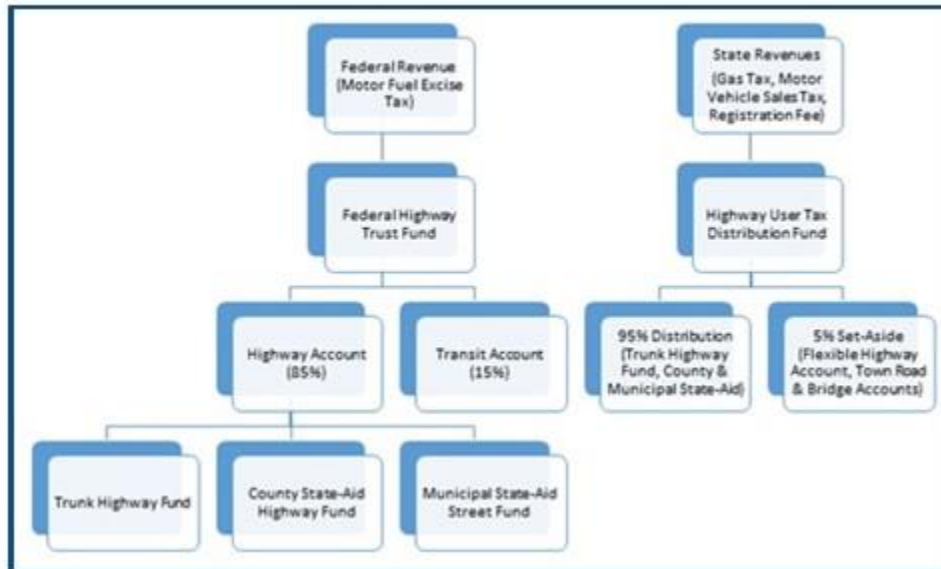 Federal Revenue
(Motor Fuel Excise
Tax)
State Revenues
(Gas Tax, Motor
Vehicle Sales Tax,
Registration Fee)
Federal Highway
Trust Fund
Highway User Tax
Distribution Fund
Highway Account
(85%)
Transit Account
(15%)
95% Distribution
(Trunk Highway
Fund, County &
Municipal State-Aid)
5% Set-Aside
(Flexible Highway
Account, Town Road
& Bridge Accounts)
Trunk Highway Fund
County State-Aid
Highway Fund
Municipal State-Aid
Street Fund